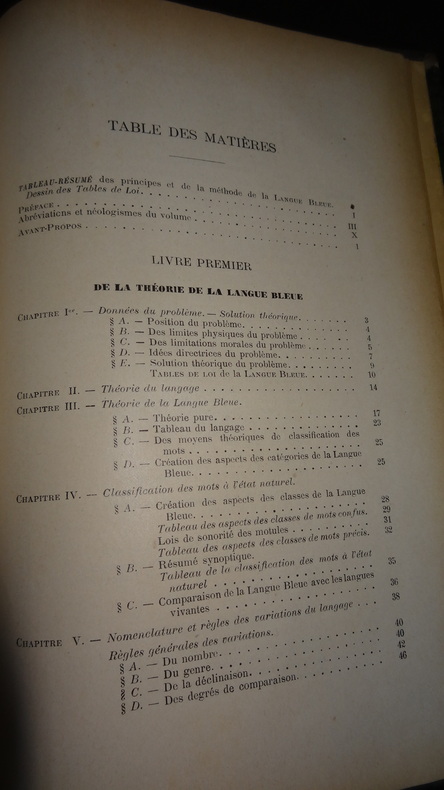 TABLE DES MATIÈRES
TABLEAU-RÉSUMÉ des principes et de la méthode de la LANGUE BLEUE.
Dessin des Tables de Loi. . . . . . . . . . . . . . . . . . *
PRÉFACE . . . . . . . . . . . . . . . . . . . . . . . . . . I
Abréviations et néologismes du volume . . . . . . . . . . . III
AVANT-PROPOS . . . . . . . . . . . . . . . . . . . . . . . . X
1
LIVRE PREMIER
DE LA THÉORIE DE LA LANGUE BLEUE
CHAPITRE Ier. — Données du problème. — Solution théorique. . . . . . . 3
§ A. — Position du problème. . . . . . . . . . . . 4
§ B. — Des limites physiques du problème . . . . . . . 4
§ C. — Des limitations morales du problème . . . . . . 5
§ D. — Idées directrices du problème. . . . . . . . . . 7
§ E. — Solution théorique du problème. . . . . . . . . 9
TABLES DE LOI de la LANGUE BLEUE. . . . . . . 10
CHAPITRE II. — Théorie du langage . . . . . . . . . . . . . . . . 14
CHAPITRE III. — Théorie de la Langue Bleue.
§ A. — Théorie pure. . . . . . . . . . . . . . . . . 17
§ B. — Tableau du langage . . . . . . . . . . . . . . 23
§ C. — Des moyens théoriques de classification des
mots . . . . . . . . . . . . . . . . . . . 25
§ D. — Création des aspects des catégories de la Langue
Bleue. . . . . . . . . . . . . . . . . . . 25
CHAPITRE IV. — Classification des mots à l'état naturel.
§ A. — Création des aspects des classes de la Langue
Bleue. . . . . . . . . . . . . . . . . . . 28
Tableau des aspects des classes de mots confus. 29
Lois de sonorité des motules . . . . . . . . . 31
Tableau des aspects des classes de mots précis. 32
§ B. — Résumé synoptique.
Tableau de la classification des mots à l'état
naturel . . . . . . . . . . . . . . . . . . 35
§ C. — Comparaison de la Langue Bleue avec les langues
vivantes . . . . . . . . . . . . . . . . . . 36
CHAPITRE V. — Nomenclature et règles des variations du langage . . . 38
Règles générales des variations.
§ A. — Du nombre. . . . . . . . . . . . . . . . . . 40
§ B. — Du genre. . . . . . . . . . . . . . . . . . . 40
§ C. — De la déclinaison. . . . . . . . . . . . . . . 42
§ D. — Des degrés de comparaison. . . . . . . . . . . 46